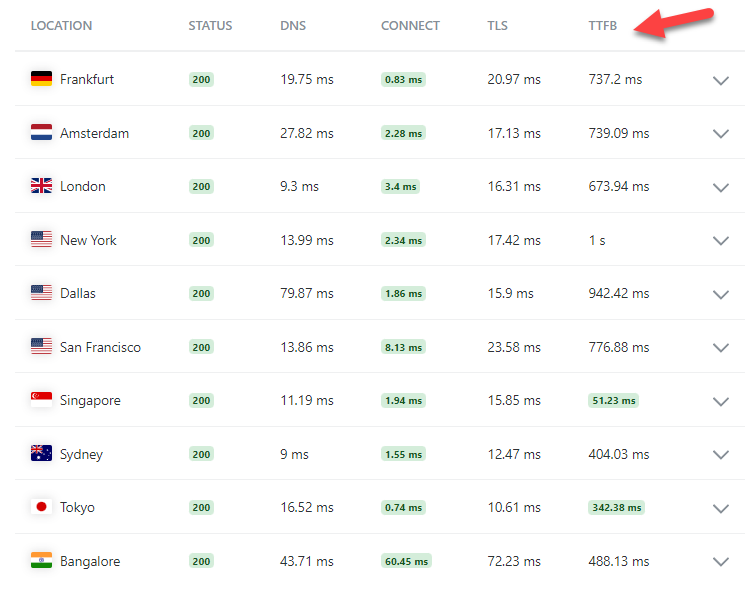 LOCATION STATUS DNS CONNECT TLS TTFB
Frankfurt 200 19.75 ms 0.83 ms 20.97 ms 737.2 ms
Amsterdam 200 27.82 ms 2.28 ms 17.13 ms 739.09 ms
London 200 9.3 ms 3.4 ms 16.31 ms 673.94 ms
New York 200 13.99 ms 2.34 ms 17.42 ms 1 s
Dallas 200 79.87 ms 1.86 ms 15.9 ms 942.42 ms
San Francisco 200 13.86 ms 8.13 ms 23.58 ms 776.88 ms
Singapore 200 11.19 ms 1.94 ms 15.85 ms 51.23 ms
Sydney 200 9 ms 1.55 ms 12.47 ms 404.03 ms
Tokyo 200 16.52 ms 0.74 ms 10.61 ms 342.38 ms
Bangalore 200 43.71 ms 60.45 ms 72.23 ms 488.13 ms